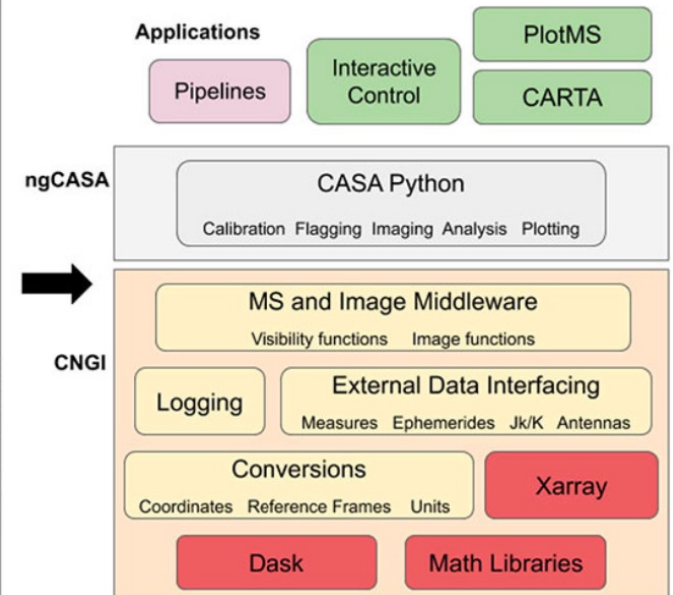 Applications
Pipelines
Interactive
Control
PlotMS
CARTA
ngCASA
CASA Python
Calibration Flagging Imaging Analysis Plotting
MS and Image Middleware
Visibility functions Image functions
CNGI
Logging
External Data Interfacing
Measures Ephemerides Jk/K Antennas
Conversions
Coordinates Reference Frames Units
Xarray
Dask
Math Libraries